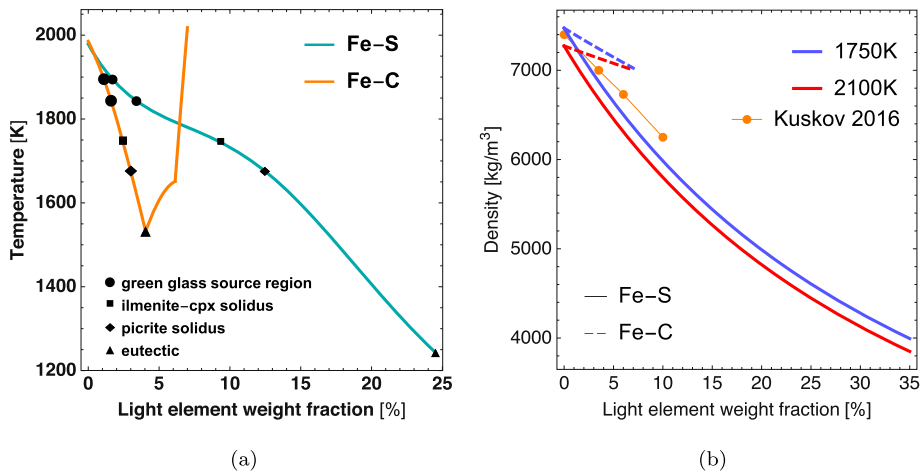 2000
1800
1600
1400
1200
Temperature [K]
Fe–S
Fe–C
green glass source region
ilmenite–cpx solidus
picrite solidus
eutectic
0 5 10 15 20 25
Light element weight fraction [%]
(a)
7000
6000
5000
4000
Density [kg/m³]
1750K
2100K
Kuskov 2016
Fe–S
Fe–C
0 5 10 15 20 25 30 35
Light element weight fraction [%]
(b)